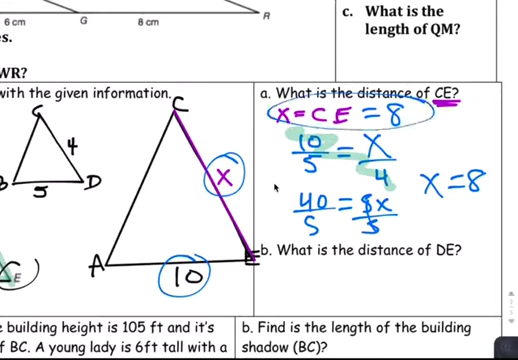 6 cm G 8 cm R
es.
c. What is the
length of QM?
WR?
with the given information.
a. What is the distance of CE?
C
C
x = CE = 8
4
10/5 = x/4
x
x = 8
B
5
D
40/5 = 5x/5
b. What is the distance of DE?
A
10
E
E
e building height is 105 ft and it's
f BC. A young lady is 6ft tall with a
b. Find is the length of the building
shadow (BC)?